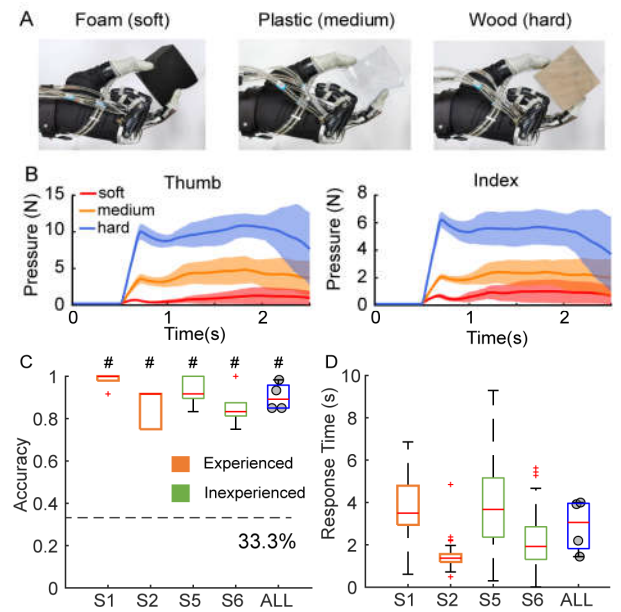 A Foam (soft) Plastic (medium) Wood (hard)
B
Thumb Index
soft
medium
hard
Pressure (N)
15
10
5
0
0 1 2
Time(s)
Pressure (N)
8
6
4
2
0
0 1 2
Time(s)
C
# # # # #
Accuracy
1
0.8
0.6
0.4
0.2
0
Experienced
Inexperienced
33.3%
S1 S2 S5 S6 ALL
D
Response Time (s)
10
8
6
4
2
0
S1 S2 S5 S6 ALL